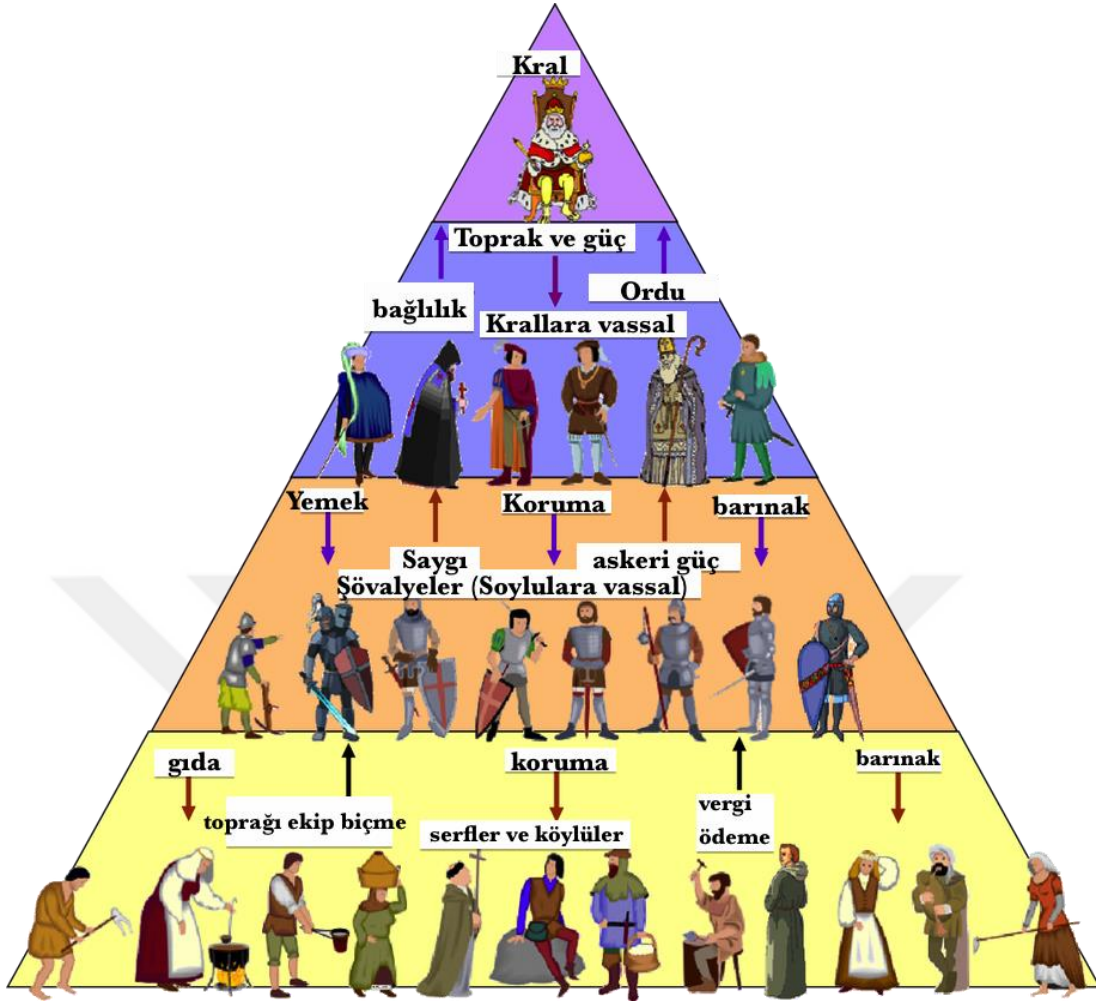 Kral
Toprak ve güç
bağlılık
Ordu
Krallara vassal
Yemek
Koruma
barınak
Saygı
askeri güç
Şövalyeler (Soylulara vassal)
gıda
koruma
barınak
toprağı ekip biçme
serfler ve köylüler
vergi
ödeme